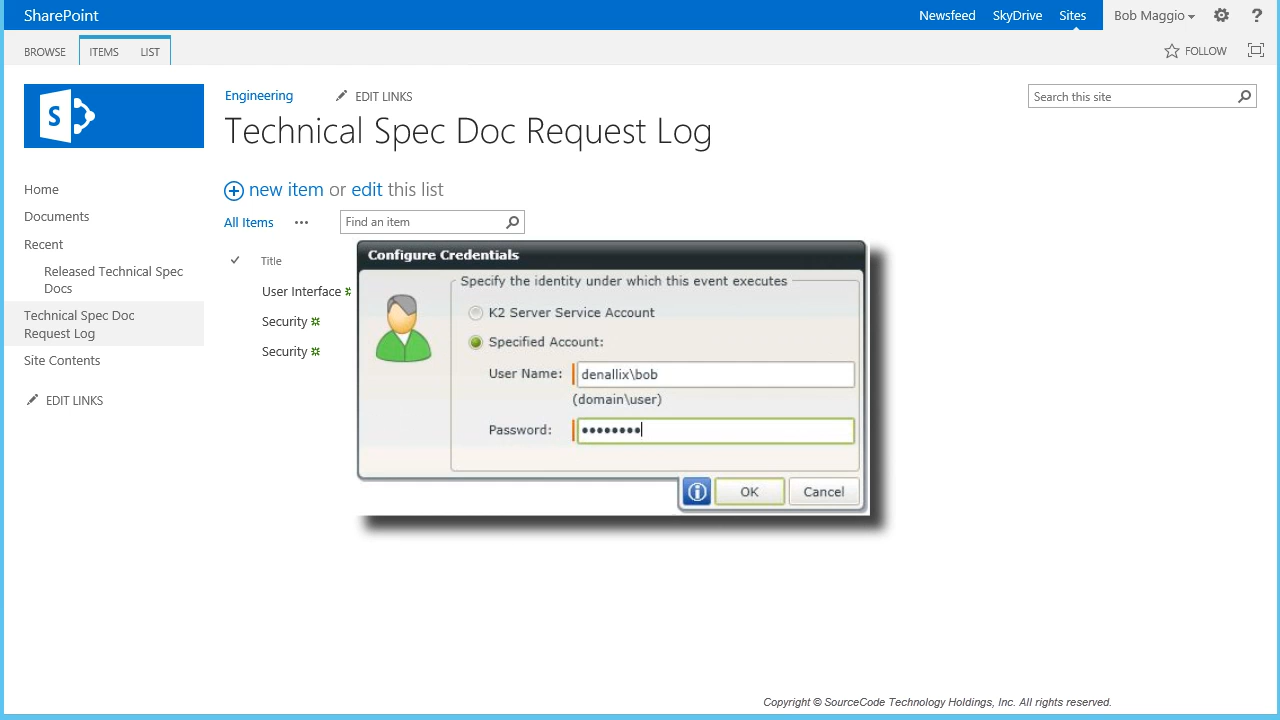 SharePoint
Newsfeed SkyDrive Sites Bob Maggio ?
BROWSE ITEMS LIST
FOLLOW
S
Engineering EDIT LINKS
Search this site
Technical Spec Doc Request Log
Home
Documents
Recent
Released Technical Spec
Docs
Technical Spec Doc
Request Log
Site Contents
EDIT LINKS
new item or edit this list
All Items ••• Find an item
Title
User Interface
Security
Security
Configure Credentials
Specify the identity under which this event executes
K2 Server Service Account
Specified Account:
User Name: denallix\bob
(domain\user)
Password: ••••••••
OK Cancel
Copyright © SourceCode Technology Holdings, Inc. All rights reserved.